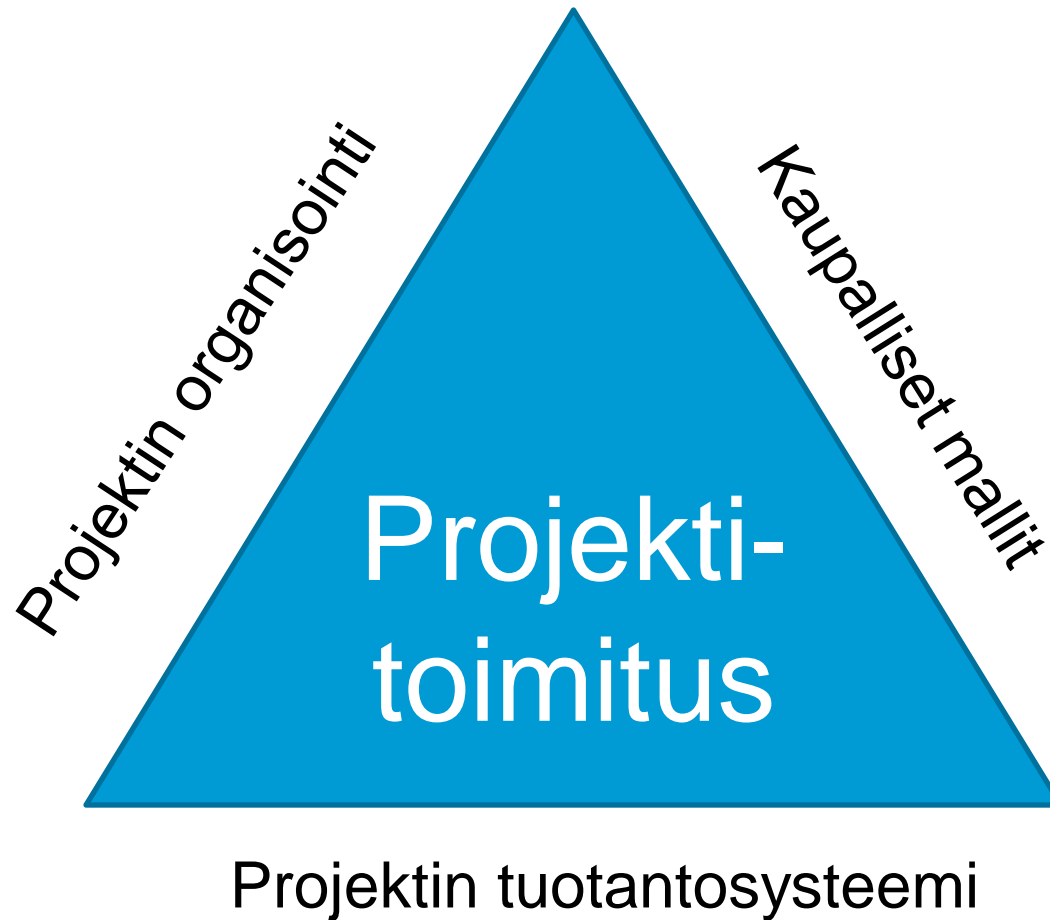 Projektin organisointi
Kaupalliset mallit
Projekti-
toimitus
Projektin tuotantosysteemi